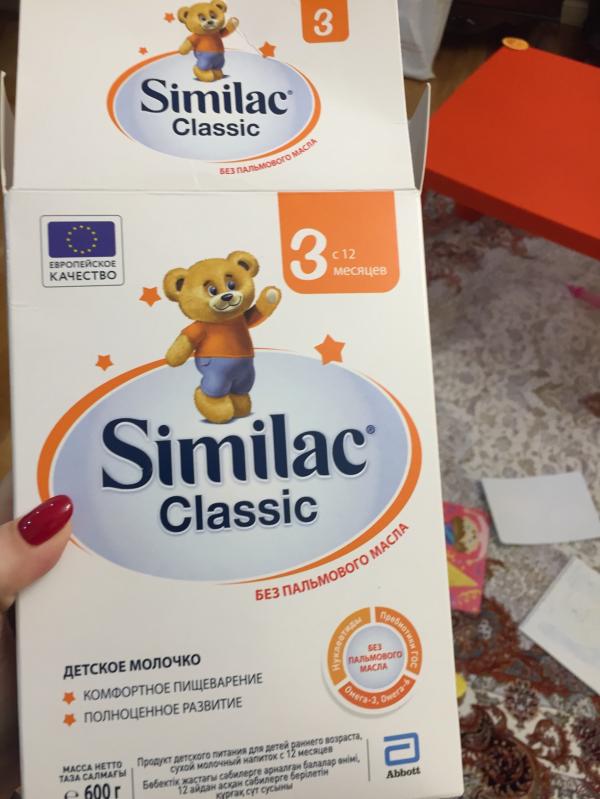 3
Similac®
Classic
БЕЗ ПАЛЬМОВОГО МАСЛА
ЕВРОПЕЙСКОЕ
КАЧЕСТВО
3 с 12
месяцев
Similac®
Classic
БЕЗ ПАЛЬМОВОГО МАСЛА
Нуклеотиды
Пребиотики ГОС
БЕЗ
ПАЛЬМОВОГО
МАСЛА
Омега-3, Омега-6
ДЕТСКОЕ МОЛОЧКО
КОМФОРТНОЕ ПИЩЕВАРЕНИЕ
ПОЛНОЦЕННОЕ РАЗВИТИЕ
МАССА НЕТТО
ТАЗА САЛМАҒЫ
℮ 600 г
Продукт детского питания для детей раннего возраста,
сухой молочный напиток с 12 месяцев
Бөбектік жастағы сәбилерге арналған балалар өнімі,
12 айдан асқан сәбилерге берілетін
құрғақ сүт сусыны
Abbott